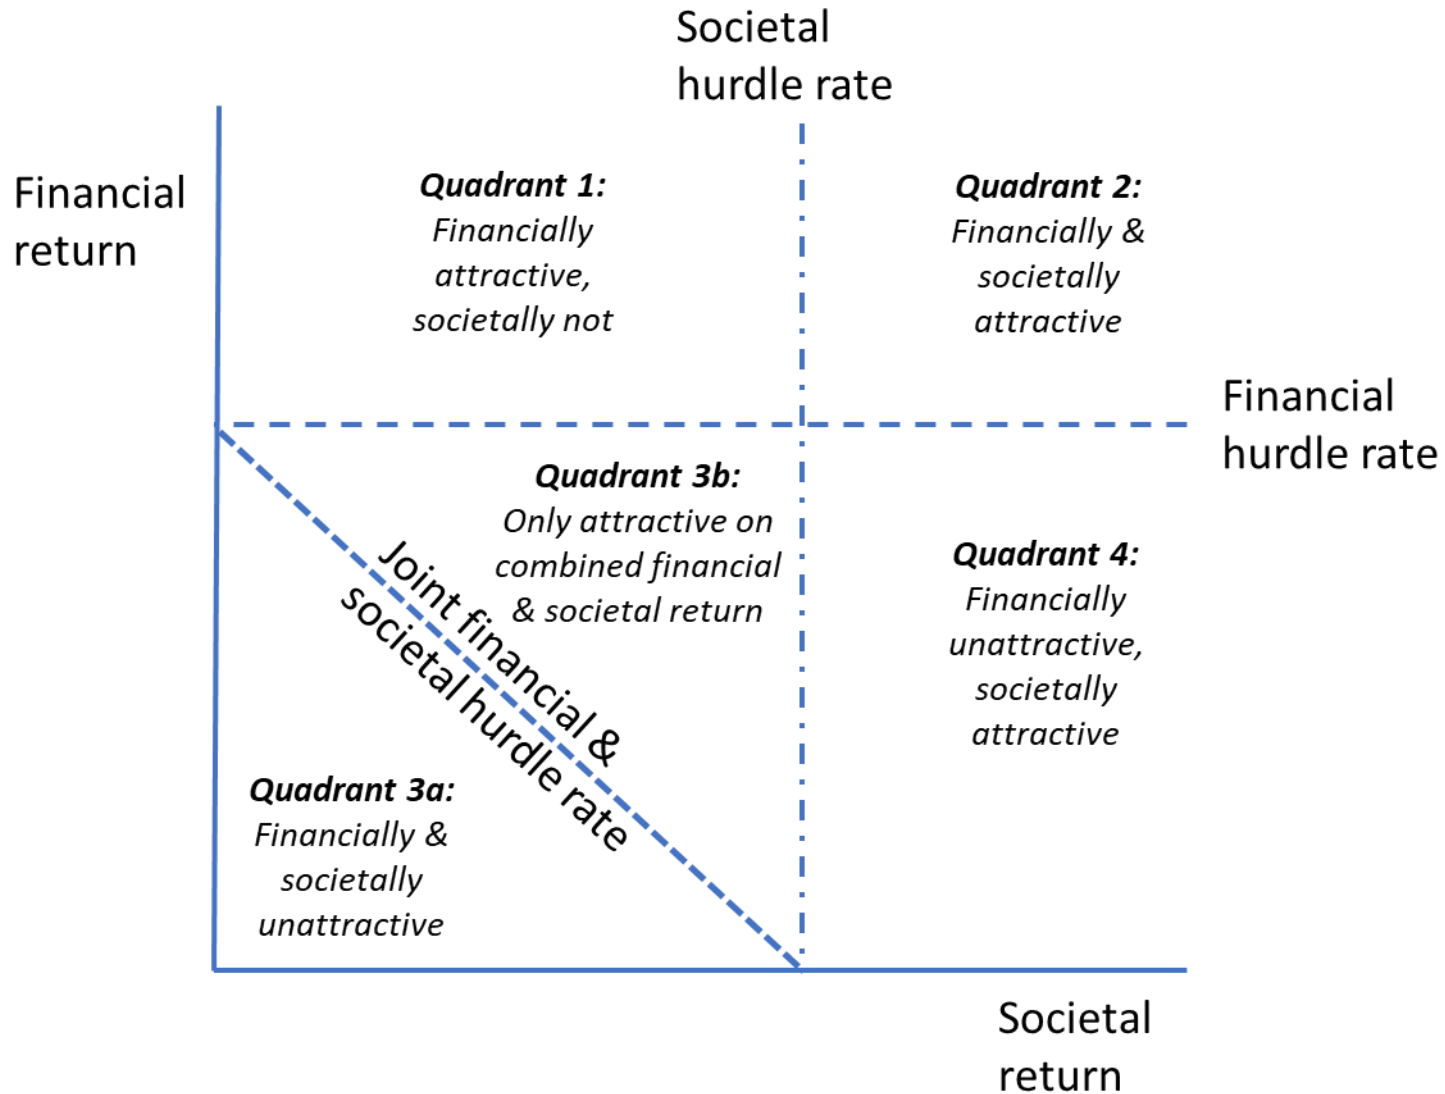 Societal
hurdle rate
Financial
return
Quadrant 1:
Financially
attractive,
societally not
Quadrant 2:
Financially &
societally
attractive
Financial
hurdle rate
Quadrant 3b:
Only attractive on
combined financial
& societal return
Joint financial &
societal hurdle rate
Quadrant 4:
Financially
unattractive,
societally
attractive
Quadrant 3a:
Financially &
societally
unattractive
Societal
return